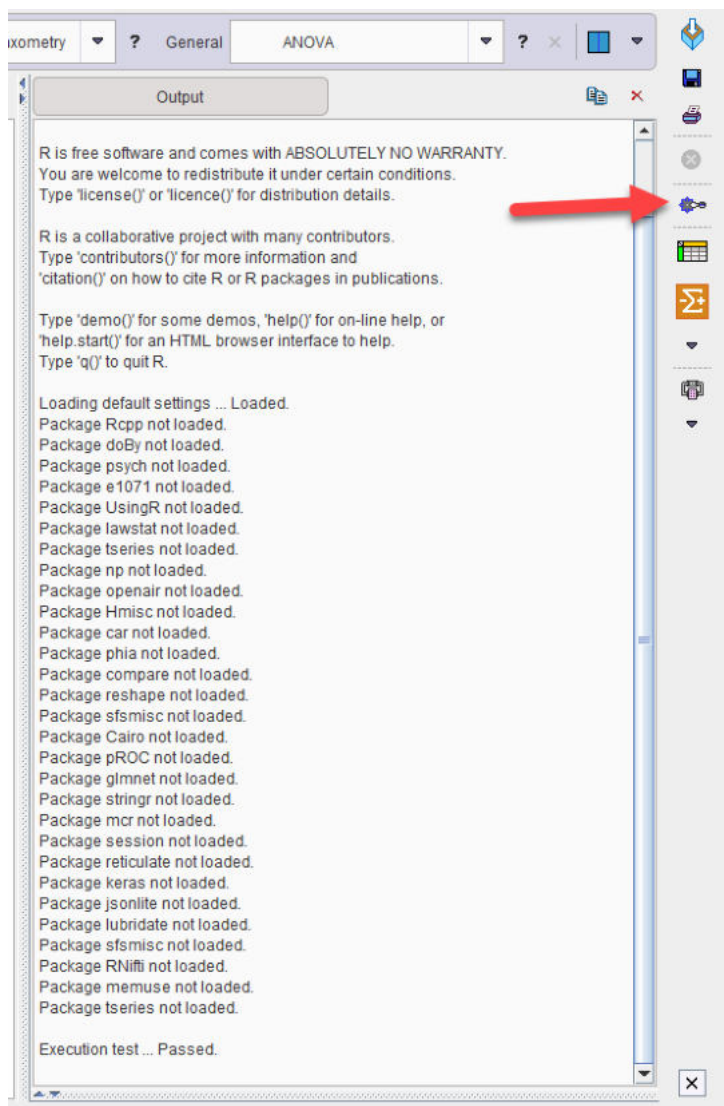 xometry ? General ANOVA ?
Output
R is free software and comes with ABSOLUTELY NO WARRANTY.
You are welcome to redistribute it under certain conditions.
Type 'license()' or 'licence()' for distribution details.
R is a collaborative project with many contributors.
Type 'contributors()' for more information and
'citation()' on how to cite R or R packages in publications.
Type 'demo()' for some demos, 'help()' for on-line help, or
'help.start()' for an HTML browser interface to help.
Type 'q()' to quit R.
Loading default settings ... Loaded.
Package Rcpp not loaded.
Package doBy not loaded.
Package psych not loaded.
Package e1071 not loaded.
Package UsingR not loaded.
Package lawstat not loaded.
Package tseries not loaded.
Package np not loaded.
Package openair not loaded.
Package Hmisc not loaded.
Package car not loaded.
Package phia not loaded.
Package compare not loaded.
Package reshape not loaded.
Package sfsmisc not loaded.
Package Cairo not loaded.
Package pROC not loaded.
Package glmnet not loaded.
Package stringr not loaded.
Package mcr not loaded.
Package session not loaded.
Package reticulate not loaded.
Package keras not loaded.
Package jsonlite not loaded.
Package lubridate not loaded.
Package sfsmisc not loaded.
Package RNifti not loaded.
Package memuse not loaded.
Package tseries not loaded.
Execution test ... Passed.